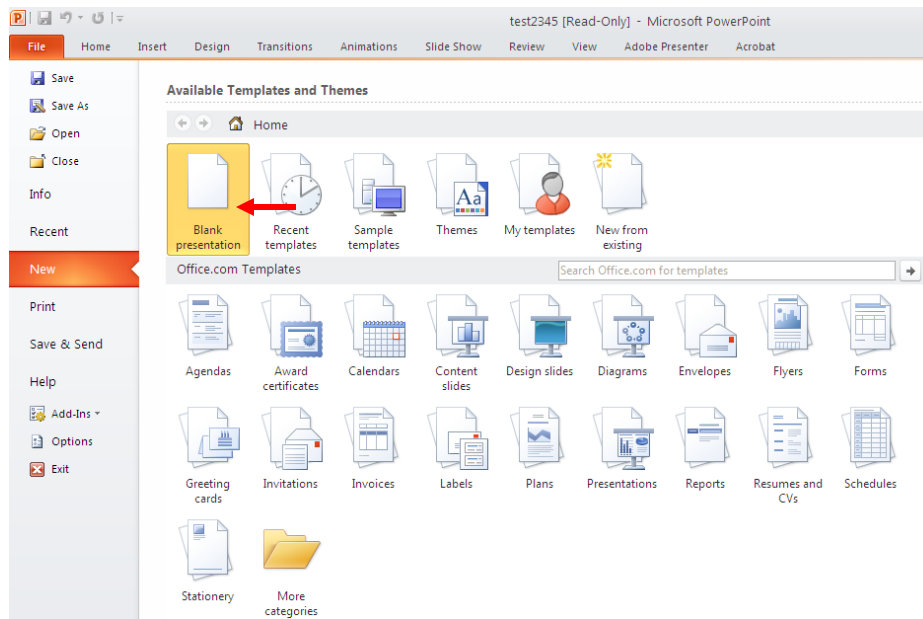 test2345 [Read-Only] - Microsoft PowerPoint
File Home Insert Design Transitions Animations Slide Show Review View Adobe Presenter Acrobat
Save
Save As
Open
Close
Info
Recent
New
Print
Save & Send
Help
Add-Ins
Options
Exit
Available Templates and Themes
Home
Blank presentation
Recent templates
Sample templates
Themes
My templates
New from existing
Office.com Templates
Search Office.com for templates
Agendas
Award certificates
Calendars
Content slides
Design slides
Diagrams
Envelopes
Flyers
Forms
Greeting cards
Invitations
Invoices
Labels
Plans
Presentations
Reports
Resumes and CVs
Schedules
Stationery
More categories